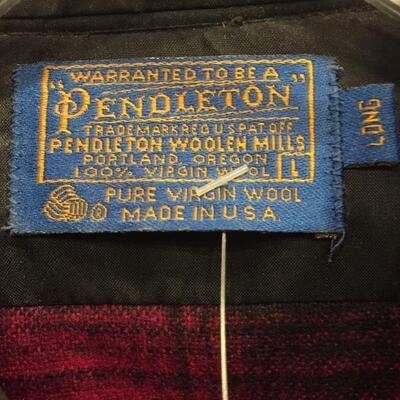 WARRANTED TO BE A
"PENDLETON"
TRADEMARK REG U S PAT. OFF
PENDLETON WOOLEN MILLS
PORTLAND, OREGON
100% VIRGIN WOOL L
PURE VIRGIN WOOL
MADE IN U.S.A.
LONG